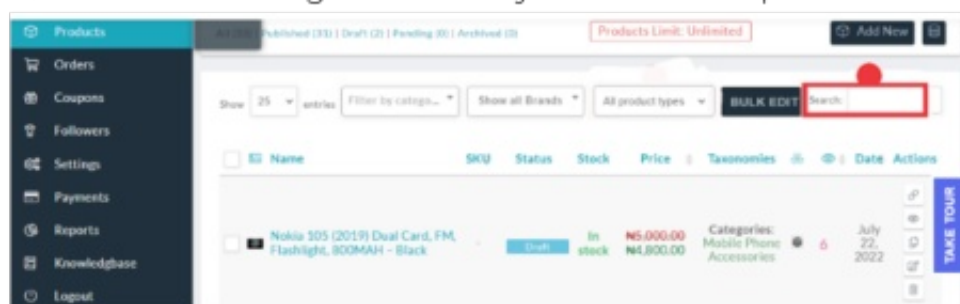 Products
Orders
Coupons
Followers
Settings
Payments
Reports
Knowledgbase
Logout
Published (31) | Draft (2) | Pending (0) | Archived (0)
Products Limit: Unlimited
Add New
Show 25 entries
Filter by catego...
Show all Brands
All product types
BULK EDIT
Search:
Name SKU Status Stock Price Taxonomies Date Actions
Nokia 105 (2019) Dual Card, FM,
Flashlight, 800MAH - Black
-
Draft
In
stock
₦5,000.00
₦4,800.00
Categories:
Mobile Phone
Accessories
6
July
22,
2022
TAKE TOUR